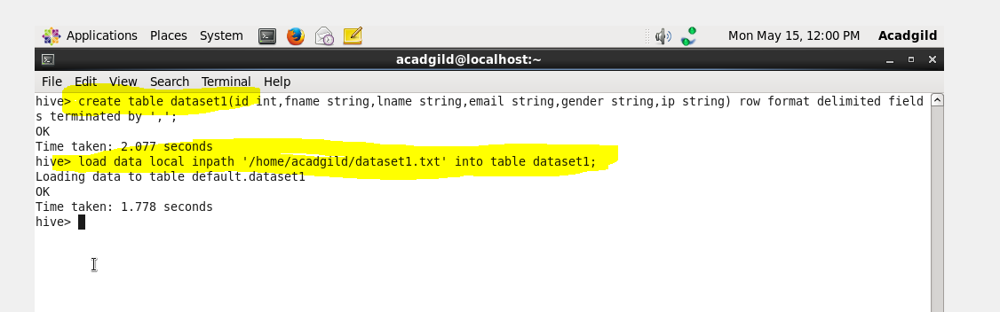 Applications Places System Mon May 15, 12:00 PM Acadgild
acadgild@localhost:~
File Edit View Search Terminal Help
hive> create table dataset1(id int,fname string,lname string,email string,gender string,ip string) row format delimited field
s terminated by ',';
OK
Time taken: 2.077 seconds
hive> load data local inpath '/home/acadgild/dataset1.txt' into table dataset1;
Loading data to table default.dataset1
OK
Time taken: 1.778 seconds
hive>